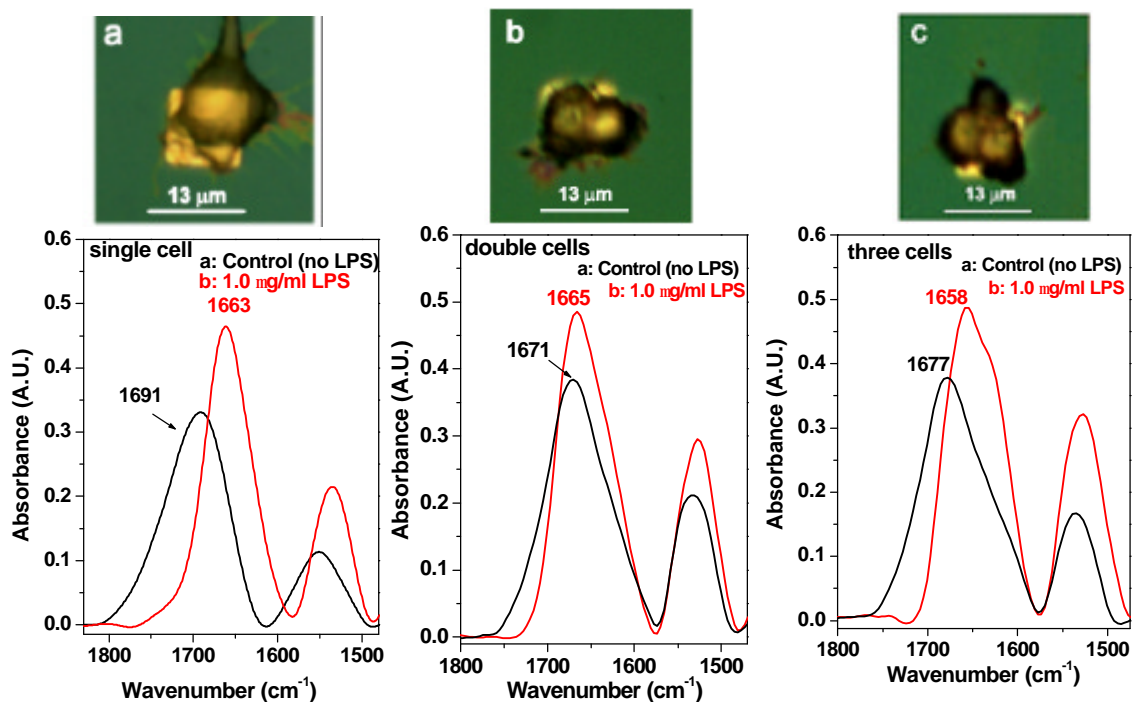 a
13 μm
b
13 μm
c
13 μm
single cell
a: Control (no LPS)
b: 1.0 mg/ml LPS
1663
1691
0.6
0.5
0.4
0.3
0.2
0.1
0.0
Absorbance (A.U.)
1800 1700 1600 1500
Wavenumber (cm⁻¹)
double cells
a: Control (no LPS)
b: 1.0 mg/ml LPS
1665
1671
0.6
0.5
0.4
0.3
0.2
0.1
0.0
Absorbance (A.U.)
1800 1700 1600 1500
Wavenumber (cm⁻¹)
three cells
a: Control (no LPS)
b: 1.0 mg/ml LPS
1658
1677
0.6
0.5
0.4
0.3
0.2
0.1
0.0
Absorbance (A.U.)
1800 1700 1600 1500
Wavenumber (cm⁻¹)